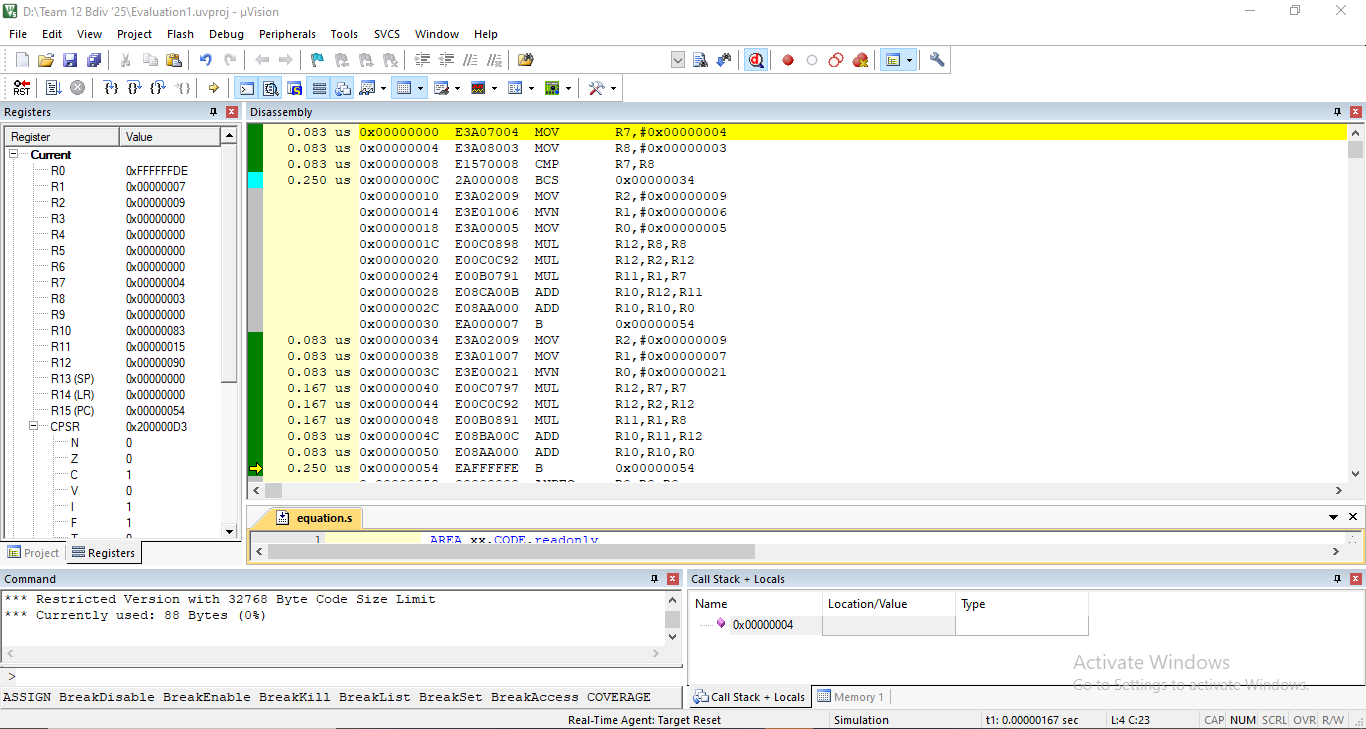 D:\Team 12 Bdiv '25\Evaluation1.uvproj - µVision
File Edit View Project Flash Debug Peripherals Tools SVCS Window Help
RST
Registers
Register Value
Current
R0 0xFFFFFFDE
R1 0x00000007
R2 0x00000009
R3 0x00000000
R4 0x00000000
R5 0x00000000
R6 0x00000000
R7 0x00000004
R8 0x00000003
R9 0x00000000
R10 0x00000083
R11 0x00000015
R12 0x00000090
R13 (SP) 0x00000000
R14 (LR) 0x00000000
R15 (PC) 0x00000054
CPSR 0x200000D3
N 0
Z 0
C 1
V 0
I 1
F 1
T 0
Project Registers
Disassembly
0.083 us 0x00000000 E3A07004 MOV R7,#0x00000004
0.083 us 0x00000004 E3A08003 MOV R8,#0x00000003
0.083 us 0x00000008 E1570008 CMP R7,R8
0.250 us 0x0000000C 2A000008 BCS 0x00000034
0x00000010 E3A02009 MOV R2,#0x00000009
0x00000014 E3E01006 MVN R1,#0x00000006
0x00000018 E3A00005 MOV R0,#0x00000005
0x0000001C E00C0898 MUL R12,R8,R8
0x00000020 E00C0C92 MUL R12,R2,R12
0x00000024 E00B0791 MUL R11,R1,R7
0x00000028 E08CA00B ADD R10,R12,R11
0x0000002C E08AA000 ADD R10,R10,R0
0x00000030 EA000007 B 0x00000054
0.083 us 0x00000034 E3A02009 MOV R2,#0x00000009
0.083 us 0x00000038 E3A01007 MOV R1,#0x00000007
0.083 us 0x0000003C E3E00021 MVN R0,#0x00000021
0.167 us 0x00000040 E00C0797 MUL R12,R7,R7
0.167 us 0x00000044 E00C0C92 MUL R12,R2,R12
0.167 us 0x00000048 E00B0891 MUL R11,R1,R8
0.083 us 0x0000004C E08BA00C ADD R10,R11,R12
0.083 us 0x00000050 E08AA000 ADD R10,R10,R0
0.250 us 0x00000054 EAFFFFFE B 0x00000054
equation.s
1 AREA xx,CODE,readonly
Command
*** Restricted Version with 32768 Byte Code Size Limit
*** Currently used: 88 Bytes (0%)
>
ASSIGN BreakDisable BreakEnable BreakKill BreakList BreakSet BreakAccess COVERAGE
Call Stack + Locals
Name Location/Value Type
0x00000004
Activate Windows
Go to Settings to activate Windows.
Call Stack + Locals Memory 1
Real-Time Agent: Target Reset Simulation t1: 0.00000167 sec L:4 C:23 CAP NUM SCRL OVR R/W